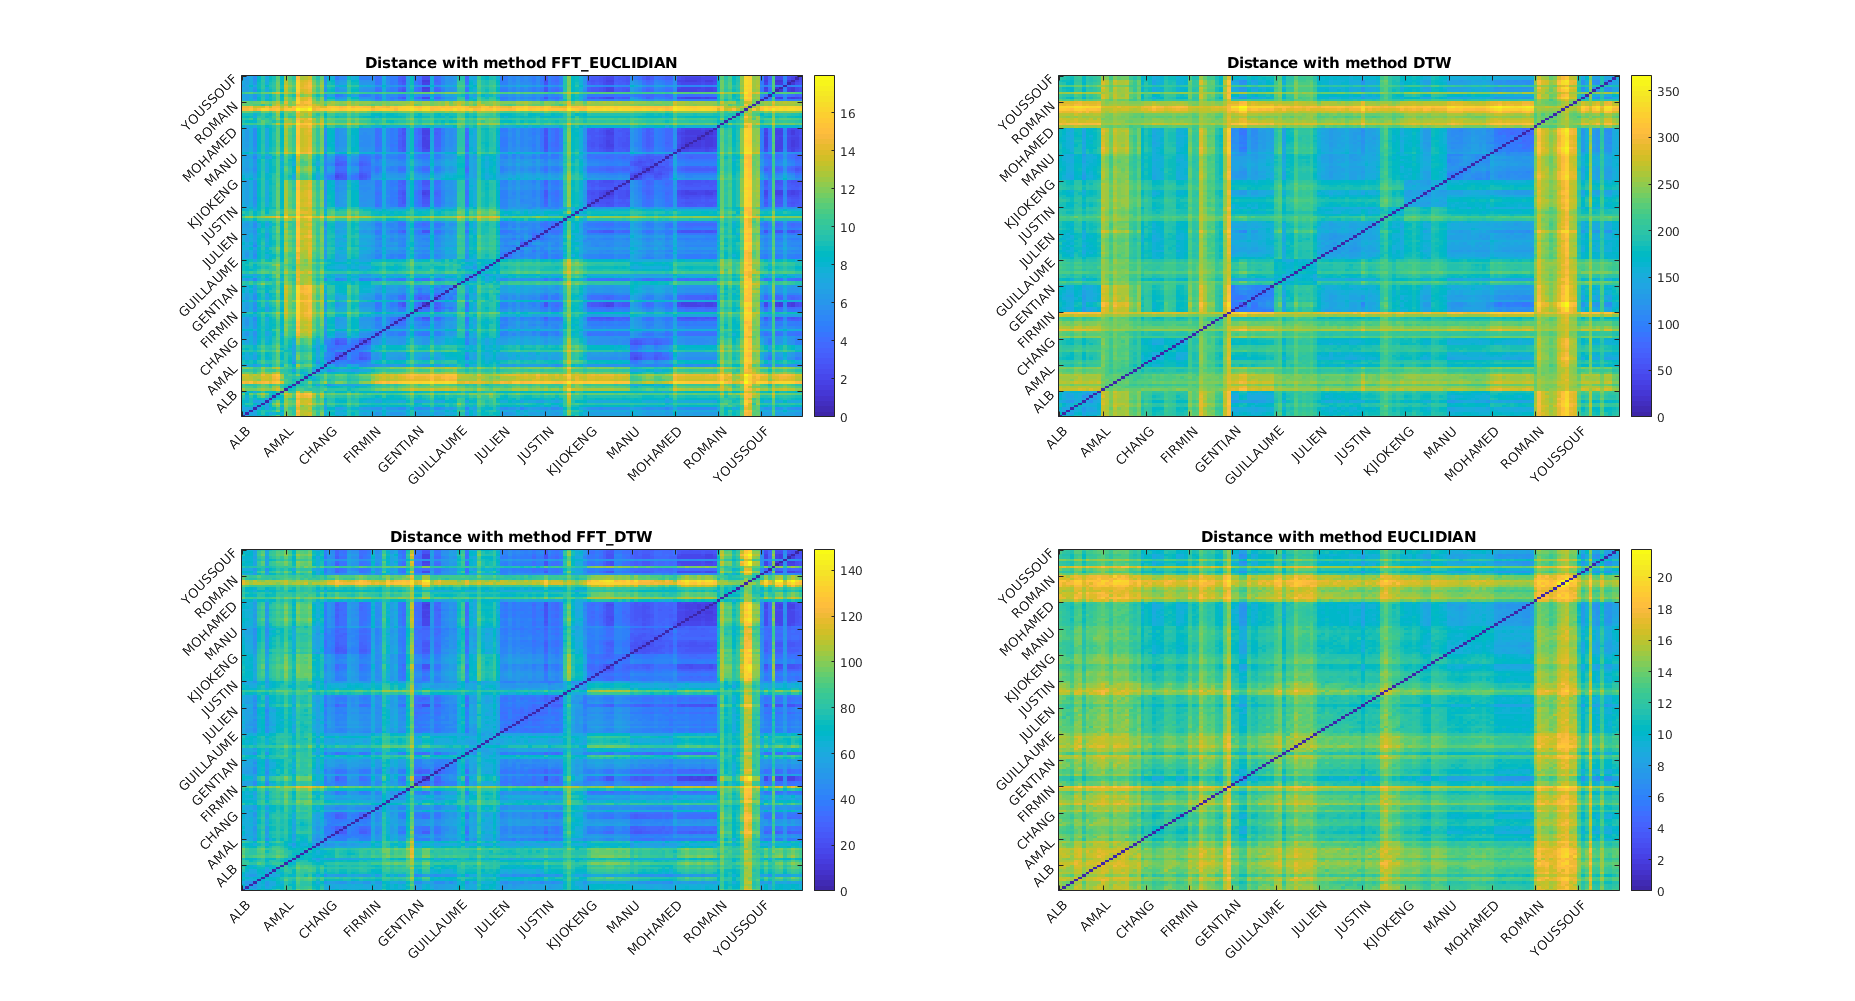 Distance with method FFT_EUCLIDIAN
YOUSSOUF
ROMAIN
MOHAMED
MANU
KJIOKENG
JUSTIN
JULIEN
GUILLAUME
GENTIAN
FIRMIN
CHANG
AMAL
ALB
ALB AMAL CHANG FIRMIN GENTIAN GUILLAUME JULIEN JUSTIN KJIOKENG MANU MOHAMED ROMAIN YOUSSOUF
16
14
12
10
8
6
4
2
0
Distance with method DTW
YOUSSOUF
ROMAIN
MOHAMED
MANU
KJIOKENG
JUSTIN
JULIEN
GUILLAUME
GENTIAN
FIRMIN
CHANG
AMAL
ALB
ALB AMAL CHANG FIRMIN GENTIAN GUILLAUME JULIEN JUSTIN KJIOKENG MANU MOHAMED ROMAIN YOUSSOUF
350
300
250
200
150
100
50
0
Distance with method FFT_DTW
YOUSSOUF
ROMAIN
MOHAMED
MANU
KJIOKENG
JUSTIN
JULIEN
GUILLAUME
GENTIAN
FIRMIN
CHANG
AMAL
ALB
ALB AMAL CHANG FIRMIN GENTIAN GUILLAUME JULIEN JUSTIN KJIOKENG MANU MOHAMED ROMAIN YOUSSOUF
140
120
100
80
60
40
20
0
Distance with method EUCLIDIAN
YOUSSOUF
ROMAIN
MOHAMED
MANU
KJIOKENG
JUSTIN
JULIEN
GUILLAUME
GENTIAN
FIRMIN
CHANG
AMAL
ALB
ALB AMAL CHANG FIRMIN GENTIAN GUILLAUME JULIEN JUSTIN KJIOKENG MANU MOHAMED ROMAIN YOUSSOUF
20
18
16
14
12
10
8
6
4
2
0